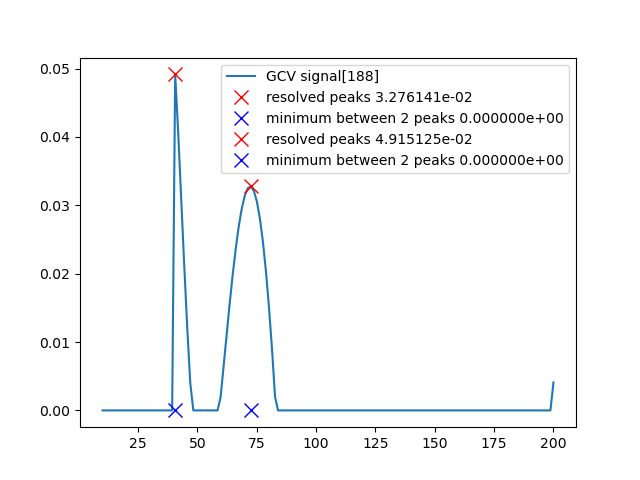 0.05
0.04
0.03
0.02
0.01
0.00
GCV signal[188]
resolved peaks 3.276141e-02
minimum between 2 peaks 0.000000e+00
resolved peaks 4.915125e-02
minimum between 2 peaks 0.000000e+00
25 50 75 100 125 150 175 200